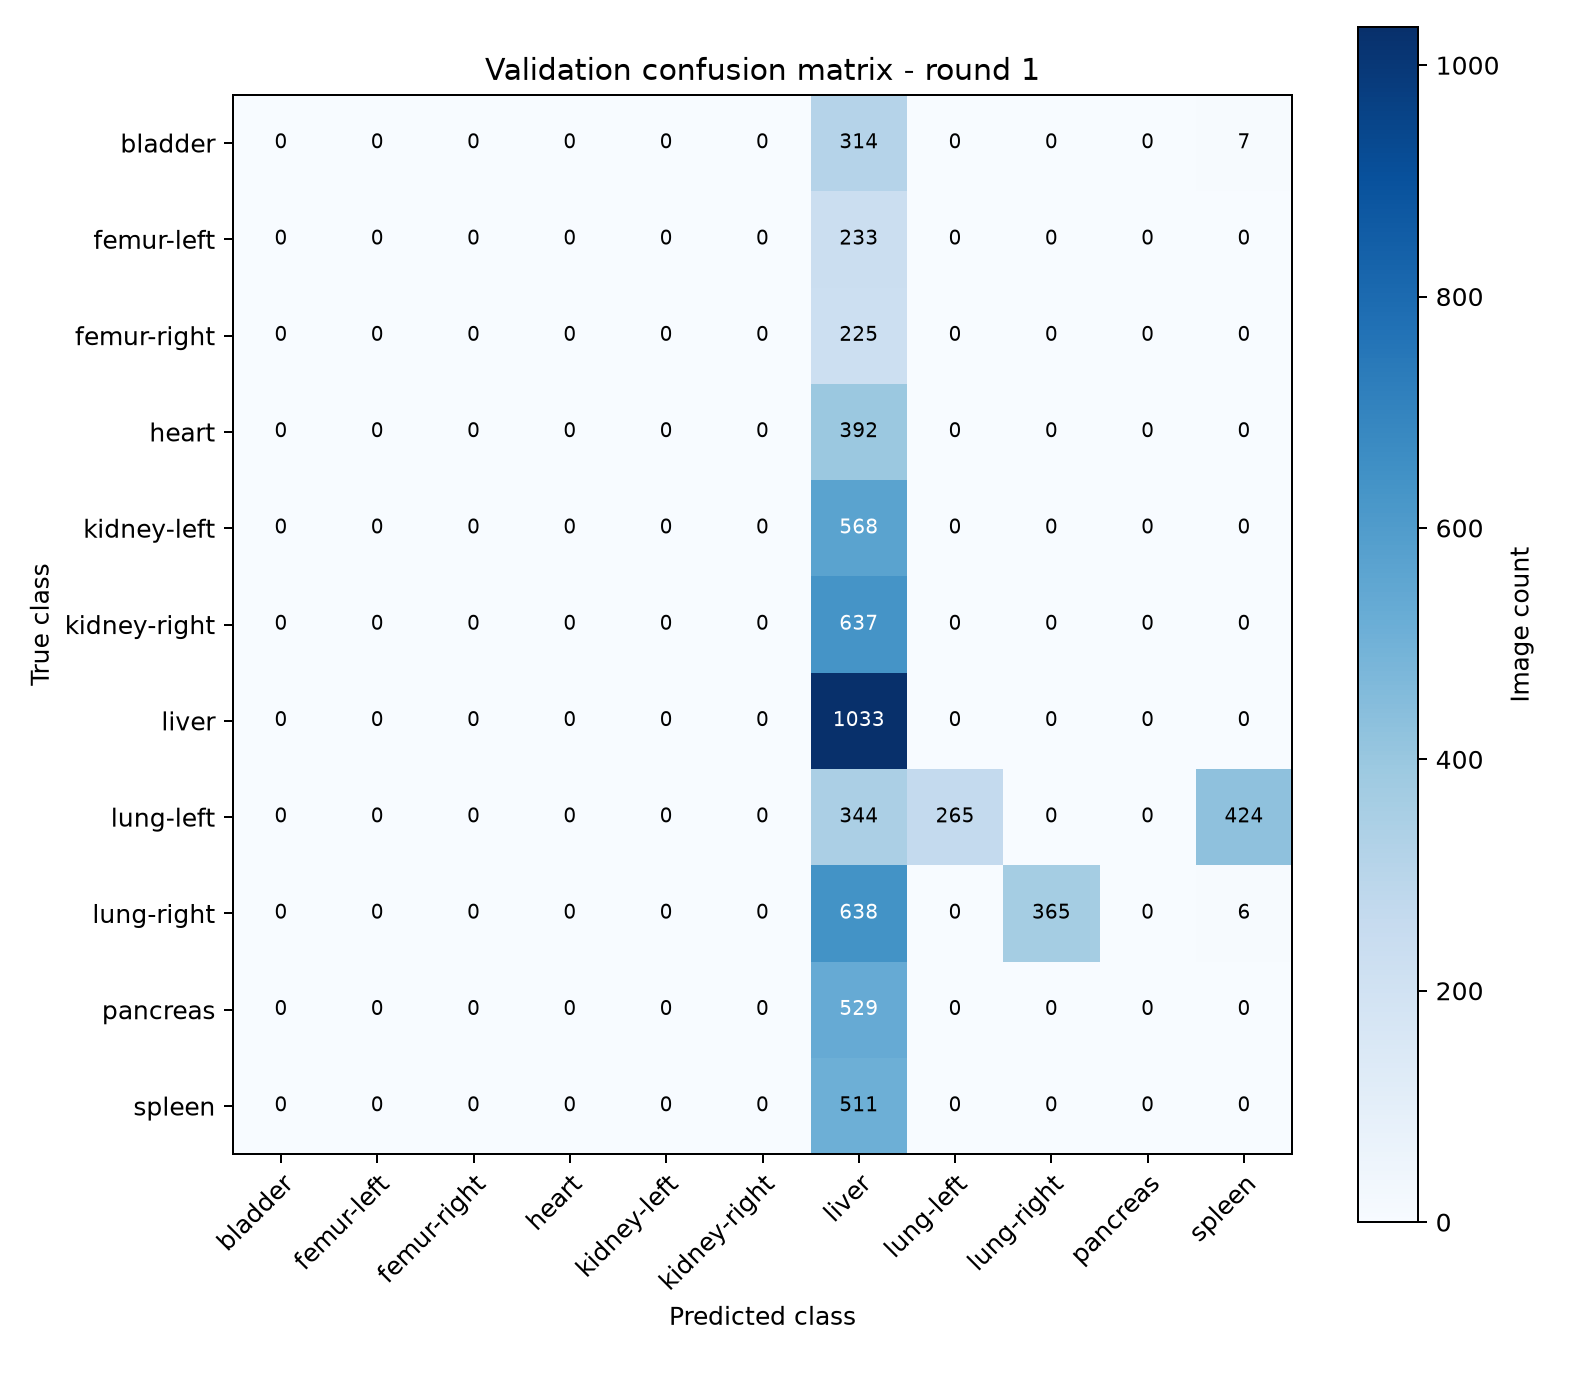 Validation confusion matrix - round 1
1000
800
600
400
200
0
Image count
True class
bladder 0 0 0 0 0 0 314 0 0 0 7
femur-left 0 0 0 0 0 0 233 0 0 0 0
femur-right 0 0 0 0 0 0 225 0 0 0 0
heart 0 0 0 0 0 0 392 0 0 0 0
kidney-left 0 0 0 0 0 0 568 0 0 0 0
kidney-right 0 0 0 0 0 0 637 0 0 0 0
liver 0 0 0 0 0 0 1033 0 0 0 0
lung-left 0 0 0 0 0 0 344 265 0 0 424
lung-right 0 0 0 0 0 0 638 0 365 0 6
pancreas 0 0 0 0 0 0 529 0 0 0 0
spleen 0 0 0 0 0 0 511 0 0 0 0
bladder femur-left femur-right heart kidney-left kidney-right liver lung-left lung-right pancreas spleen
Predicted class